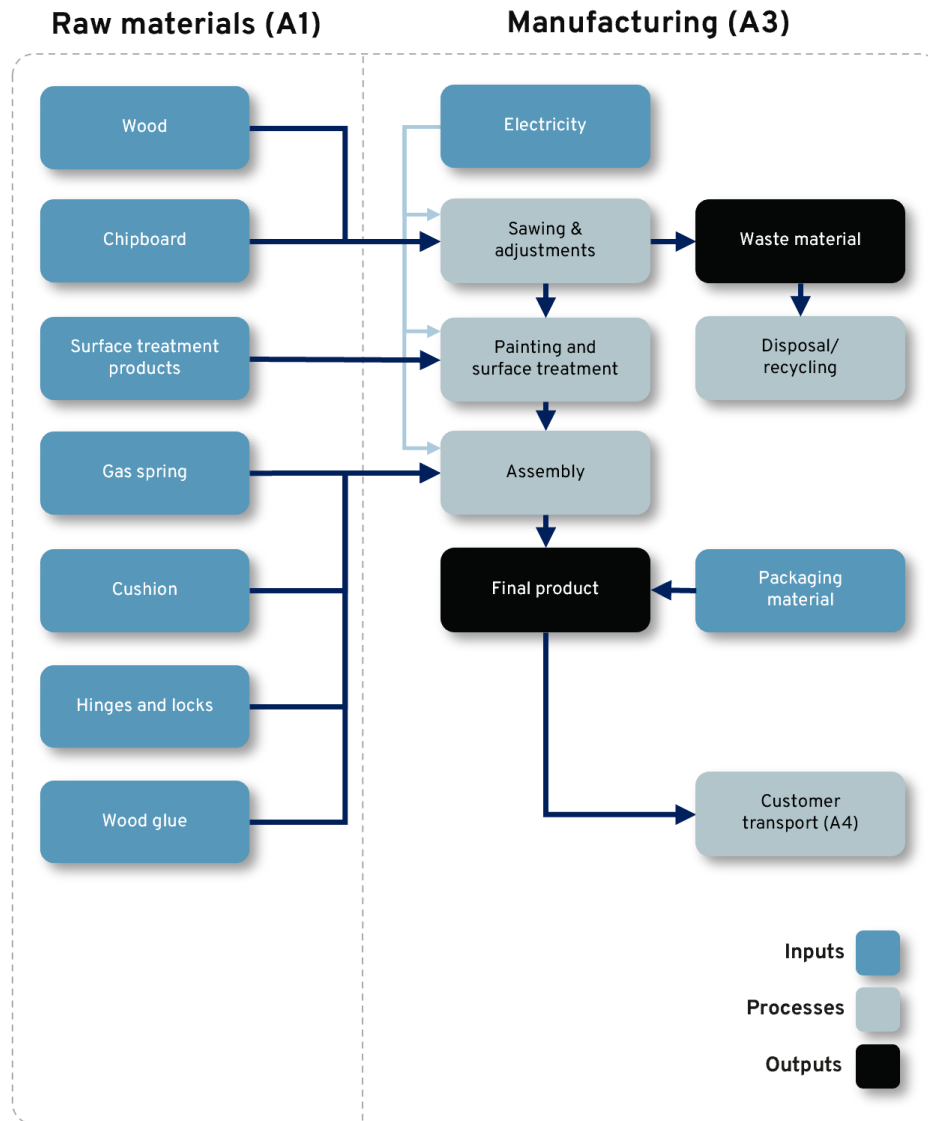 Raw materials (A1)
Manufacturing (A3)
Wood
Electricity
Chipboard
Sawing &
adjustments
Waste material
Surface treatment
products
Painting and
surface treatment
Disposal/
recycling
Gas spring
Assembly
Cushion
Final product
Packaging
material
Hinges and locks
Wood glue
Customer
transport (A4)
Inputs
Processes
Outputs